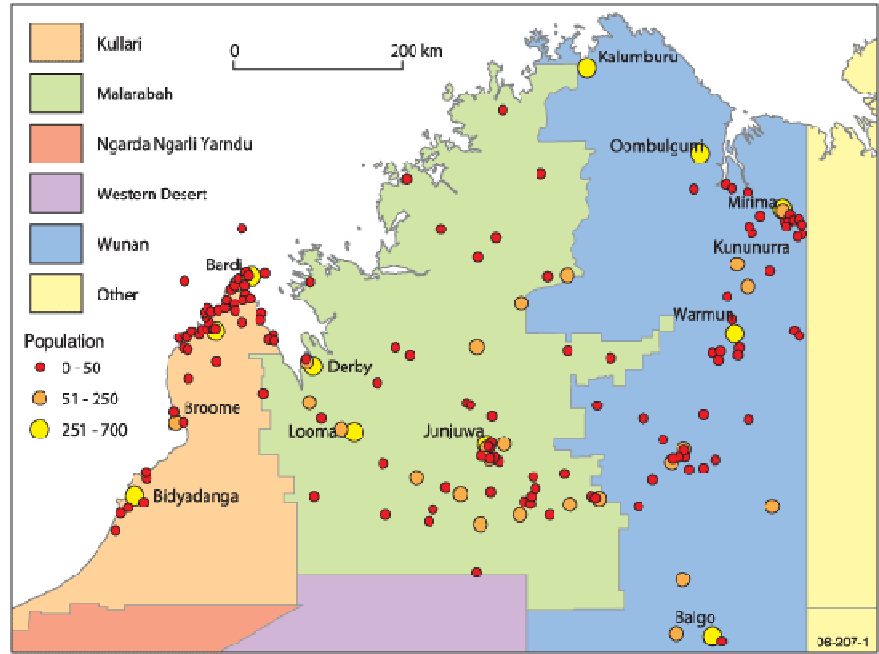 Kullari
Malarabah
Ngarda Ngarli Yarndu
Western Desert
Wunan
Other
Population
0 - 50
51 - 250
251 - 700
0 200 km
Kalumburu
Oombulgurri
Mirima
Kununurra
Warmun
Bardi
Derby
Broome
Looma
Junjuwa
Bidyadanga
Balgo
08-207-1